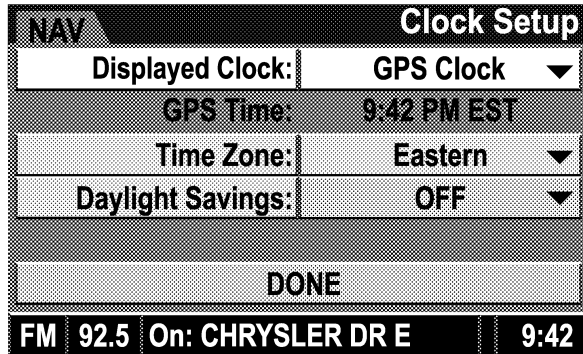 NAV Clock Setup
Displayed Clock: GPS Clock
GPS Time: 9:42 PM EST
Time Zone: Eastern
Daylight Savings: OFF
DONE
FM 92.5 On: CHRYSLER DR E 9:42